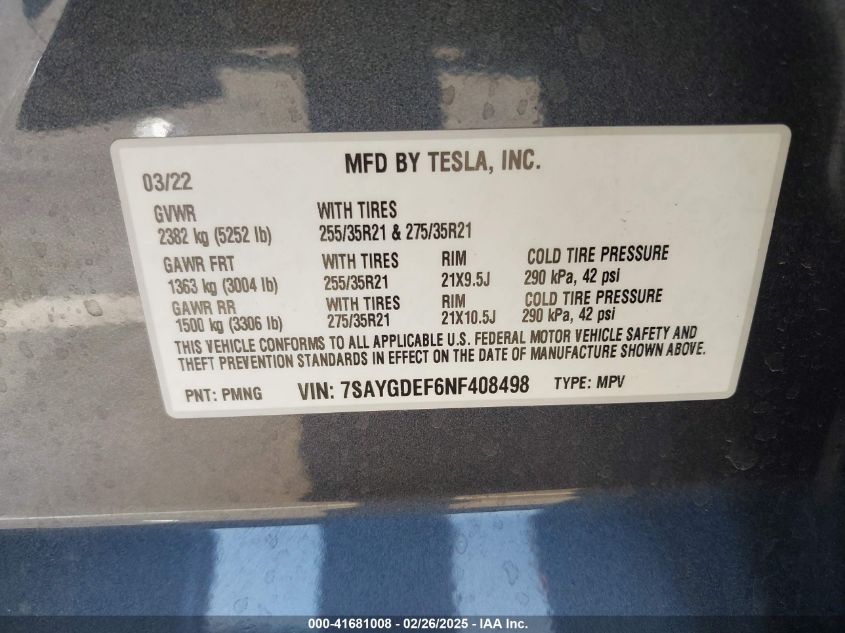 MFD BY TESLA, INC.
03/22
GVWR WITH TIRES
2382 kg (5252 lb) 255/35R21 & 275/35R21
GAWR FRT WITH TIRES RIM COLD TIRE PRESSURE
1363 kg (3004 lb) 255/35R21 21X9.5J 290 kPa, 42 psi
GAWR RR WITH TIRES RIM COLD TIRE PRESSURE
1500 kg (3306 lb) 275/35R21 21X10.5J 290 kPa, 42 psi
THIS VEHICLE CONFORMS TO ALL APPLICABLE U.S. FEDERAL MOTOR VEHICLE SAFETY AND
THEFT PREVENTION STANDARDS IN EFFECT ON THE DATE OF MANUFACTURE SHOWN ABOVE.
PNT: PMNG VIN: 7SAYGDEF6NF408498 TYPE: MPV
000-41681008 - 02/26/2025 - IAA Inc.